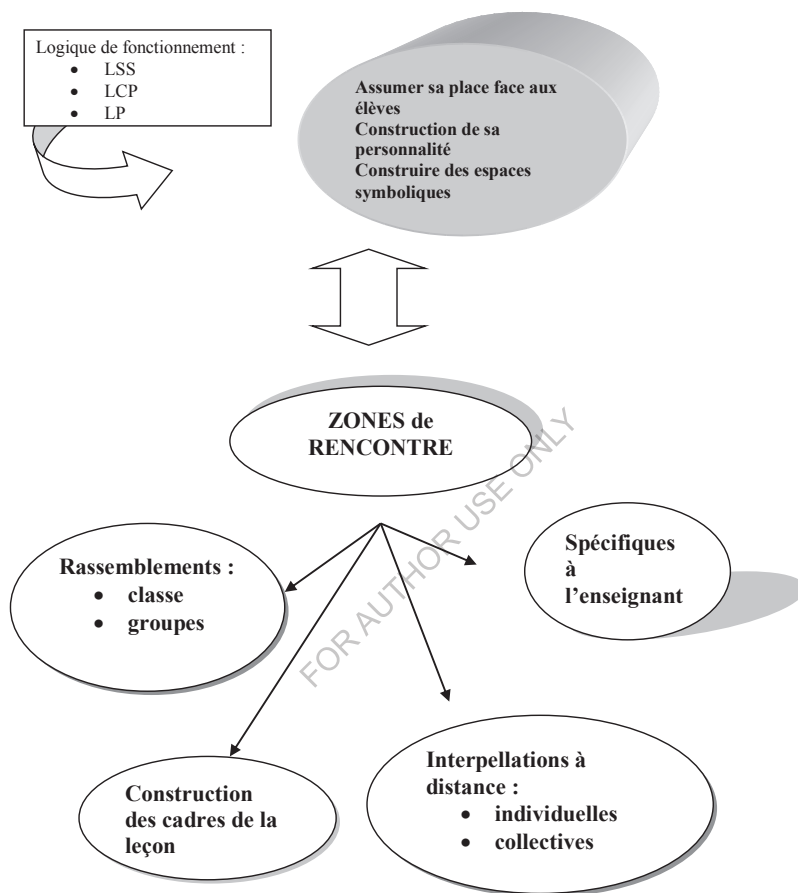 Logique de fonctionnement :
• LSS
• LCP
• LP
Assumer sa place face aux
élèves
Construction de sa
personnalité
Construire des espaces
symboliques
ZONES de
RENCONTRE
Rassemblements :
• classe
• groupes
Spécifiques
à
l’enseignant
Construction
des cadres de la
leçon
Interpellations à
distance :
• individuelles
• collectives
FOR AUTHOR USE ONLY